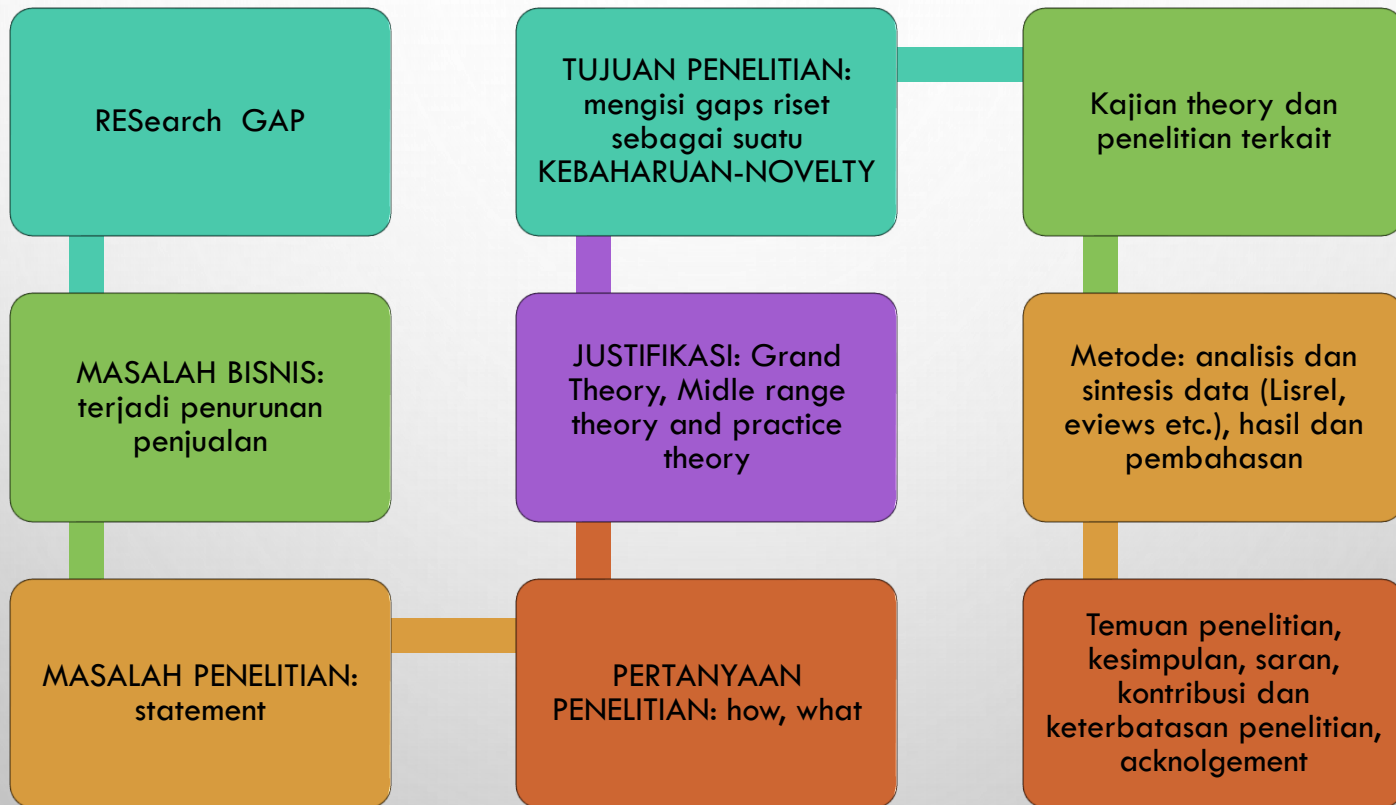 RESearch GAP
MASALAH BISNIS:
terjadi penurunan
penjualan
MASALAH PENELITIAN:
statement
PERTANYAAN
PENELITIAN: how, what
JUSTIFIKASI: Grand
Theory, Midle range
theory and practice
theory
TUJUAN PENELITIAN:
mengisi gaps riset
sebagai suatu
KEBAHARUAN-NOVELTY
Kajian theory dan
penelitian terkait
Metode: analisis dan
sintesis data (Lisrel,
eviews etc.), hasil dan
pembahasan
Temuan penelitian,
kesimpulan, saran,
kontribusi dan
keterbatasan penelitian,
acknolgement